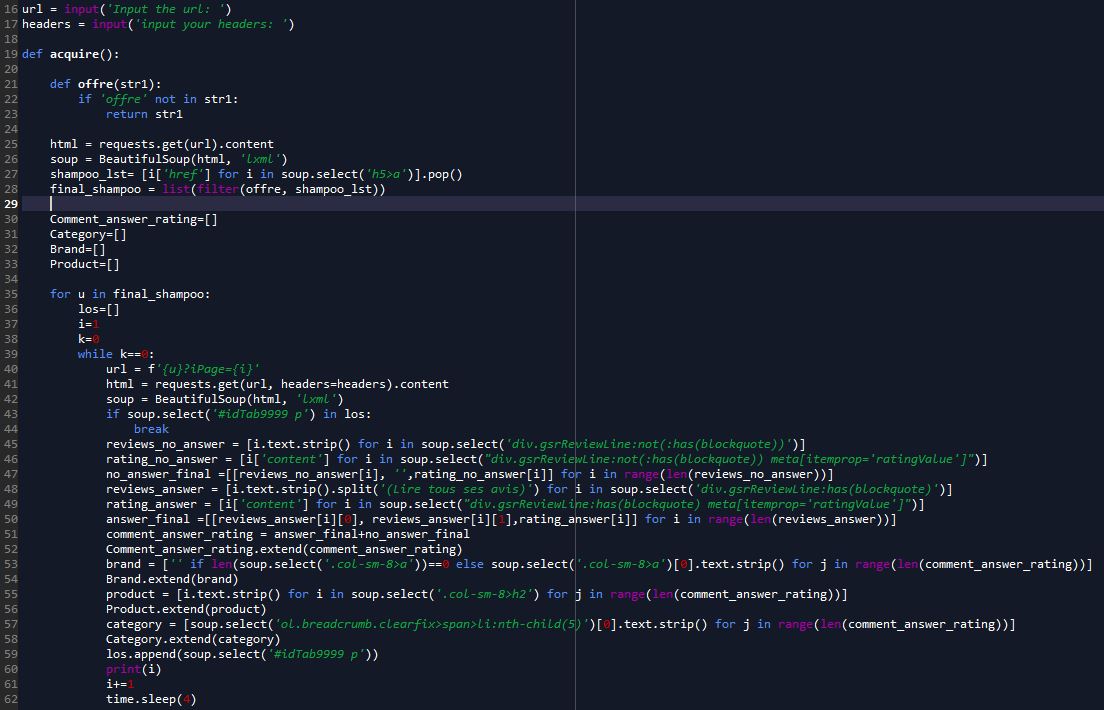 16 url = input('Input the url: ')
17 headers = input('input your headers: ')
18
19 def acquire():
20
21     def offre(str1):
22         if 'offre' not in str1:
23             return str1
24
25     html = requests.get(url).content
26     soup = BeautifulSoup(html, 'lxml')
27     shampoo_lst= [i['href'] for i in soup.select('h5>a')].pop()
28     final_shampoo = list(filter(offre, shampoo_lst))
29
30     Comment_answer_rating=[]
31     Category=[]
32     Brand=[]
33     Product=[]
34
35     for u in final_shampoo:
36         los=[]
37         i=1
38         k=0
39         while k==0:
40             url = f'{u}?iPage={i}'
41             html = requests.get(url, headers=headers).content
42             soup = BeautifulSoup(html, 'lxml')
43             if soup.select('#idTab9999 p') in los:
44                 break
45             reviews_no_answer = [i.text.strip() for i in soup.select('div.gsrReviewLine:not(:has(blockquote))')]
46             rating_no_answer = [i['content'] for i in soup.select("div.gsrReviewLine:not(:has(blockquote)) meta[itemprop='ratingValue']")]
47             no_answer_final =[[reviews_no_answer[i], '',rating_no_answer[i]] for i in range(len(reviews_no_answer))]
48             reviews_answer = [i.text.strip().split('(Lire tous ses avis)') for i in soup.select('div.gsrReviewLine:has(blockquote)')]
49             rating_answer = [i['content'] for i in soup.select("div.gsrReviewLine:has(blockquote) meta[itemprop='ratingValue']")]
50             answer_final =[[reviews_answer[i][0], reviews_answer[i][1],rating_answer[i]] for i in range(len(reviews_answer))]
51             comment_answer_rating = answer_final+no_answer_final
52             Comment_answer_rating.extend(comment_answer_rating)
53             brand = ['' if len(soup.select('.col-sm-8>a'))==0 else soup.select('.col-sm-8>a')[0].text.strip() for j in range(len(comment_answer_rating))]
54             Brand.extend(brand)
55             product = [i.text.strip() for i in soup.select('.col-sm-8>h2') for j in range(len(comment_answer_rating))]
56             Product.extend(product)
57             category = [soup.select('ol.breadcrumb.clearfix>span>li:nth-child(5)')[0].text.strip() for j in range(len(comment_answer_rating))]
58             Category.extend(category)
59             los.append(soup.select('#idTab9999 p'))
60             print(i)
61             i+=1
62             time.sleep(4)